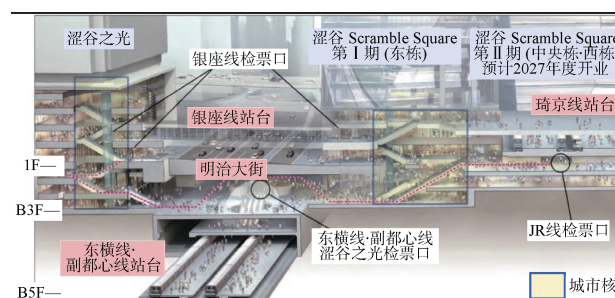 涩谷之光
银座线检票口
涩谷 Scramble Square
第Ⅰ期 (东栋)
涩谷 Scramble Square
第Ⅱ期 (中央栋·西栋
预计2027年度开业
银座线站台
埼京线站台
1F—
明治大街
B3F—
东横线·
副都心线站台
东横线·副都心线
涩谷之光检票口
JR线检票口
B5F—
城市核